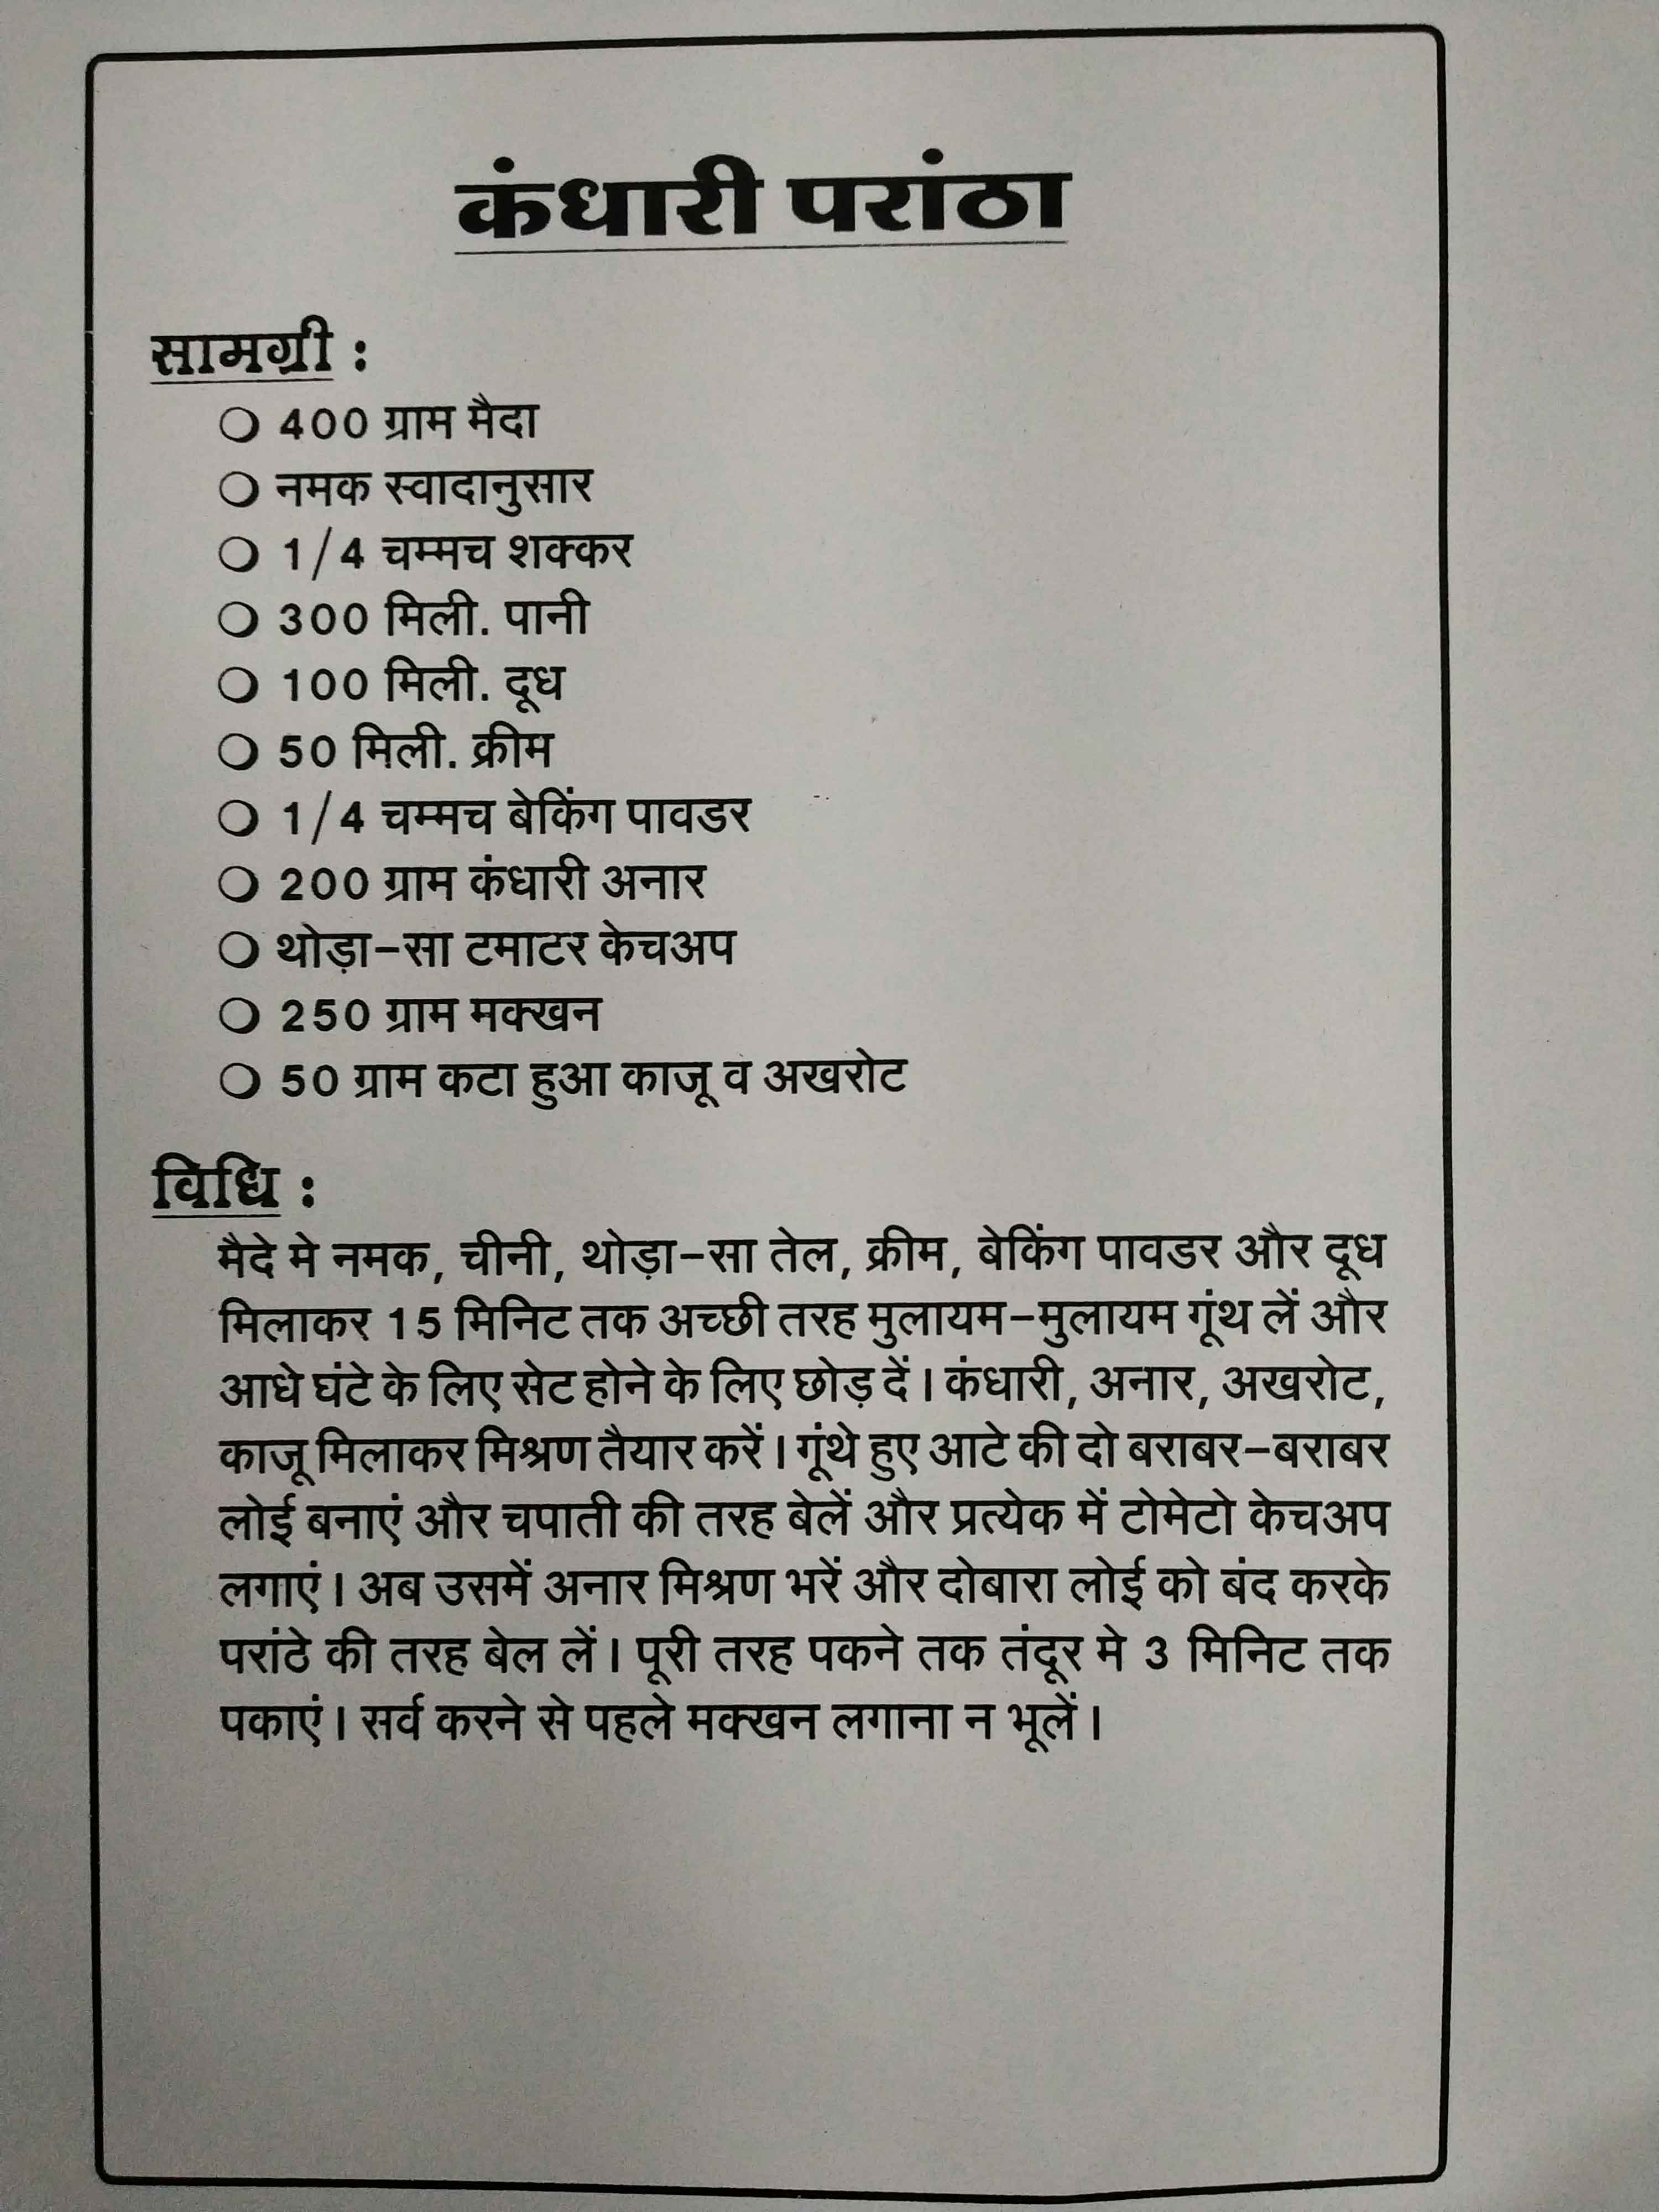 कंधारी परांठा
सामग्री :
❍ 400 ग्राम मैदा
❍ नमक स्वादानुसार
❍ 1/4 चम्मच शक्कर
❍ 300 मिली. पानी
❍ 100 मिली. दूध
❍ 50 मिली. क्रीम
❍ 1/4 चम्मच बेकिंग पावडर
❍ 200 ग्राम कंधारी अनार
❍ थोड़ा-सा टमाटर केचअप
❍ 250 ग्राम मक्खन
❍ 50 ग्राम कटा हुआ काजू व अखरोट
विधि :
मैदे मे नमक, चीनी, थोड़ा-सा तेल, क्रीम, बेकिंग पावडर और दूध
मिलाकर 15 मिनिट तक अच्छी तरह मुलायम-मुलायम गूंथ लें और
आधे घंटे के लिए सेट होने के लिए छोड़ दें। कंधारी, अनार, अखरोट,
काजू मिलाकर मिश्रण तैयार करें। गूंथे हुए आटे की दो बराबर-बराबर
लोई बनाएं और चपाती की तरह बेलें और प्रत्येक में टोमेटो केचअप
लगाएं। अब उसमें अनार मिश्रण भरें और दोबारा लोई को बंद करके
परांठे की तरह बेल लें। पूरी तरह पकने तक तंदूर मे 3 मिनिट तक
पकाएं। सर्व करने से पहले मक्खन लगाना न भूलें।